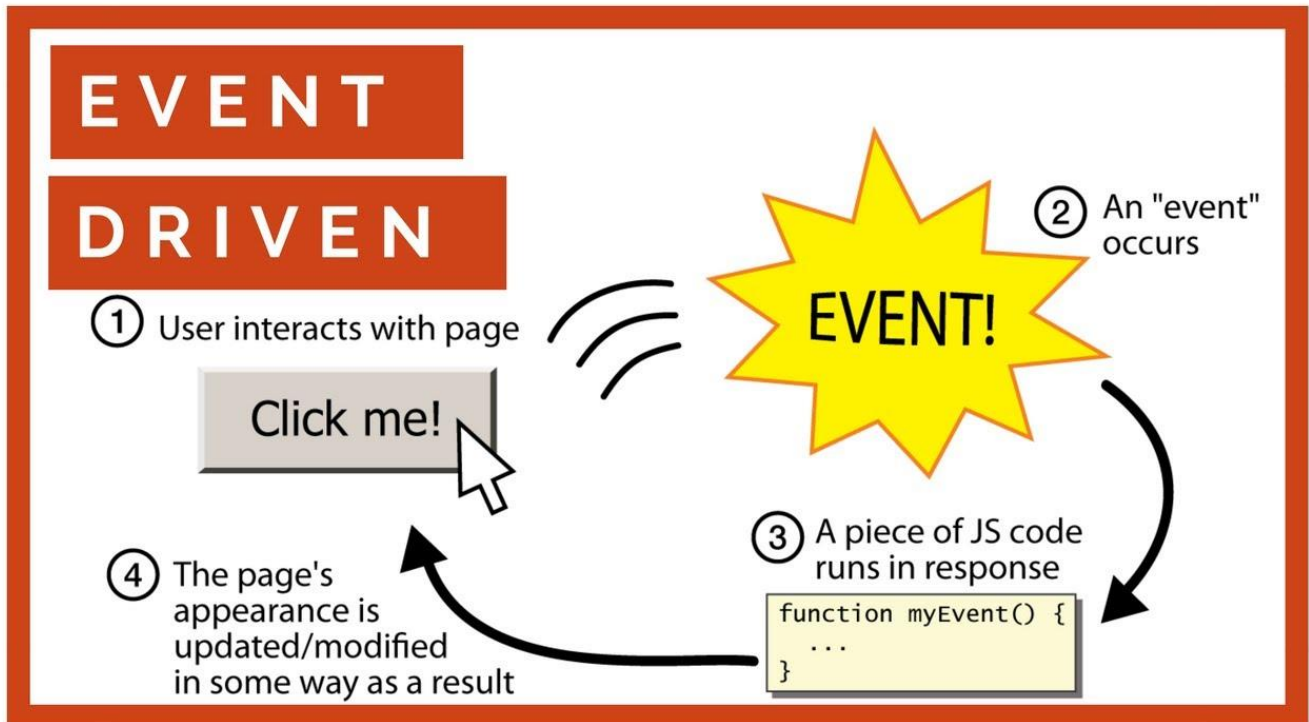 EVENT
DRIVEN
1 User interacts with page
Click me!
EVENT!
2 An "event"
occurs
3 A piece of JS code
runs in response
function myEvent() {
...
}
4 The page's
appearance is
updated/modified
in some way as a result